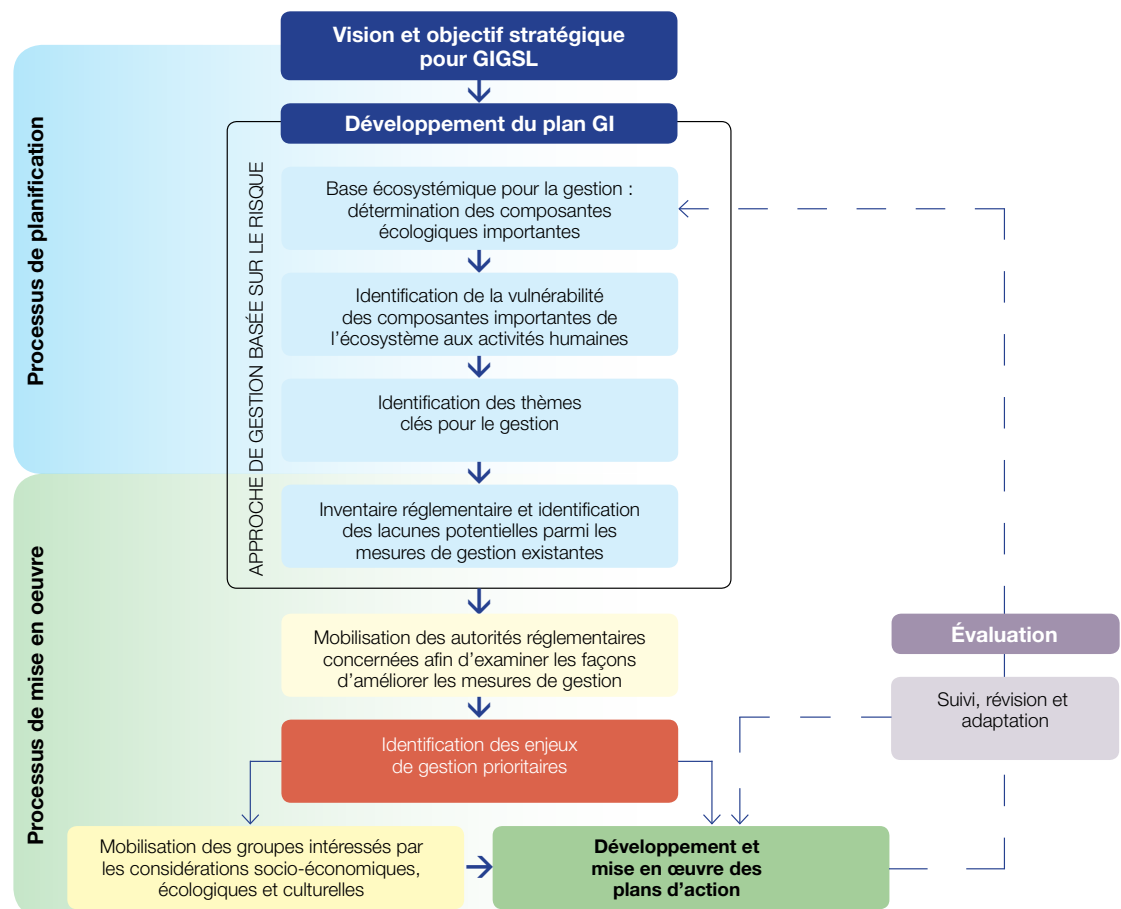 Vision et objectif stratégique
pour GIGSL
Développement du plan GI
Processus de planification
APPROCHE DE GESTION BASÉE SUR LE RISQUE
Base écosystémique pour la gestion :
détermination des composantes
écologiques importantes
Identification de la vulnérabilité
des composantes importantes de
l’écosystème aux activités humaines
Identification des thèmes
clés pour le gestion
Inventaire réglementaire et identification
des lacunes potentielles parmi les
mesures de gestion existantes
Processus de mise en oeuvre
Mobilisation des autorités réglementaires
concernées afin d’examiner les façons
d’améliorer les mesures de gestion
Évaluation
Suivi, révision et
adaptation
Identification des enjeux
de gestion prioritaires
Mobilisation des groupes intéressés par
les considérations socio-économiques,
écologiques et culturelles
Développement et
mise en œuvre des
plans d’action